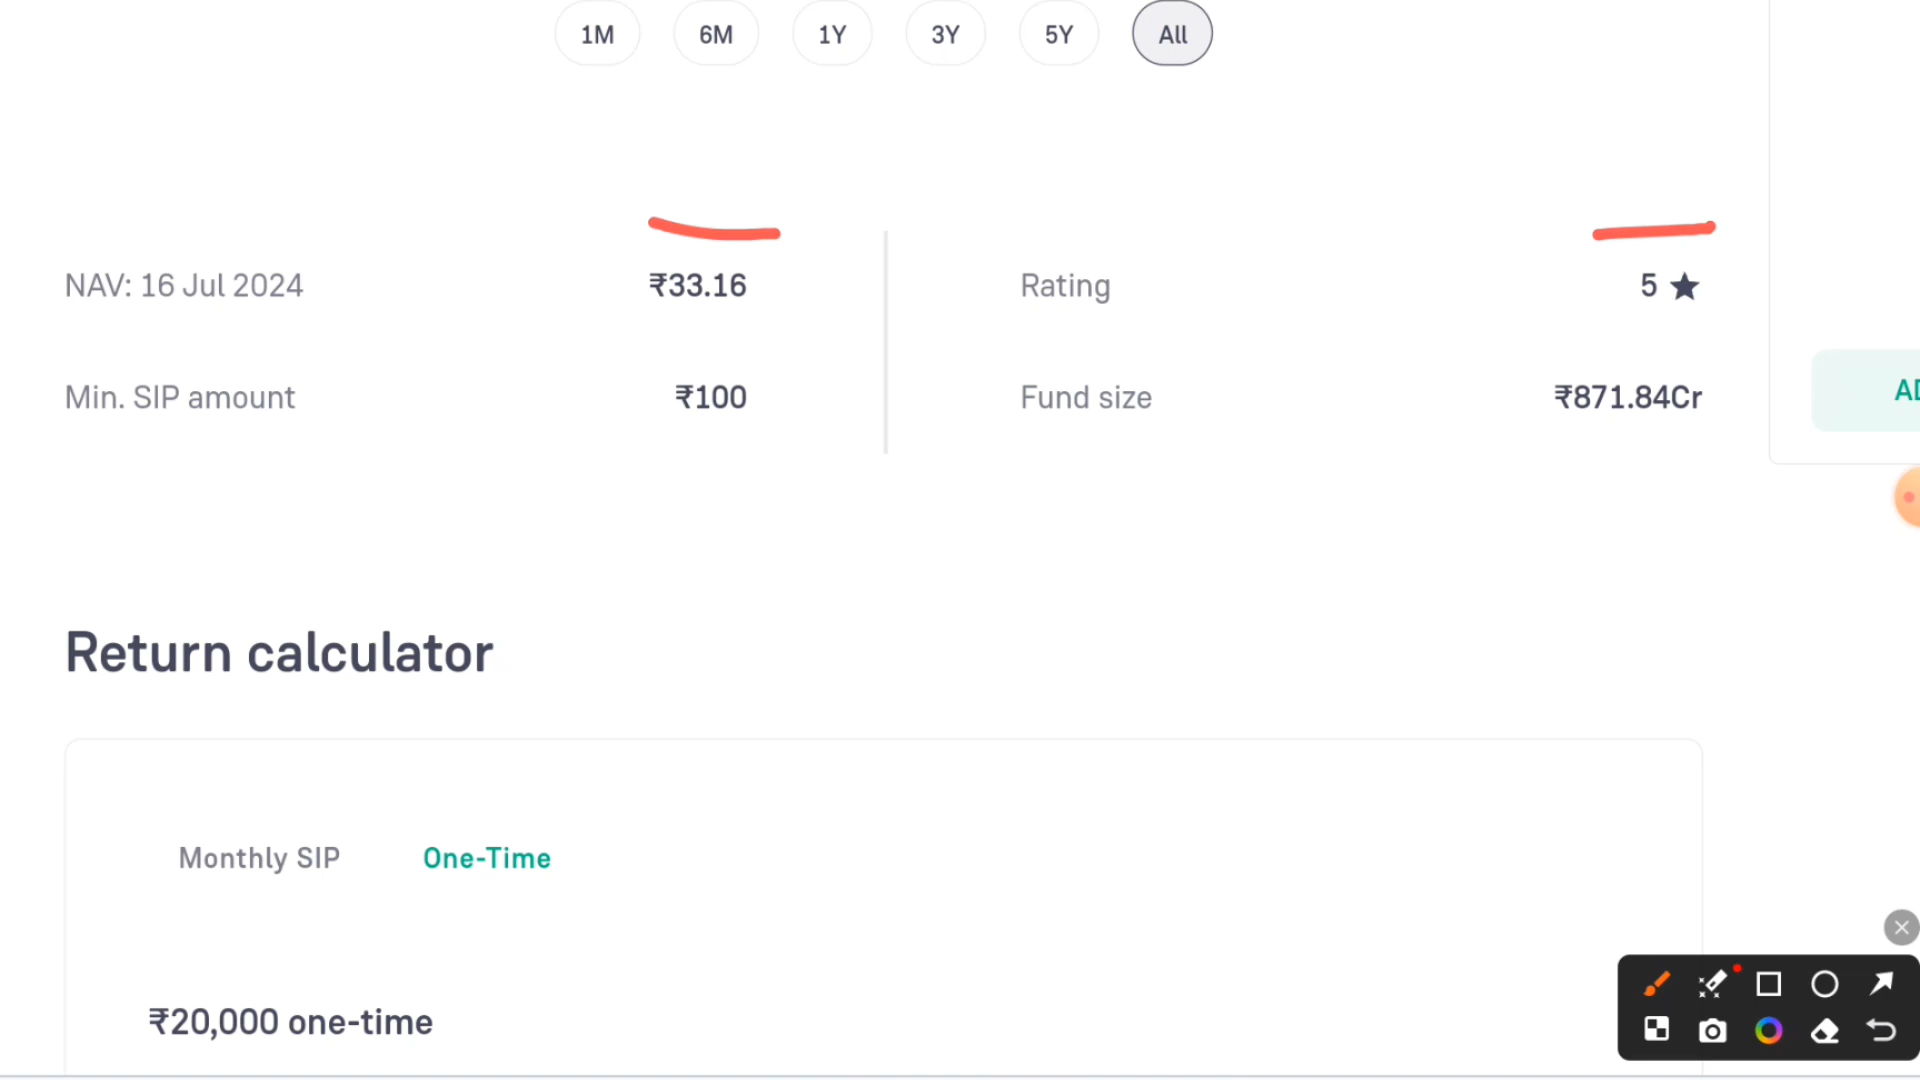 1M 6M 1Y 3Y 5Y All
NAV: 16 Jul 2024 ₹33.16 Rating 5 ★
Min. SIP amount ₹100 Fund size ₹871.84Cr
Return calculator
Monthly SIP One-Time
₹20,000 one-time